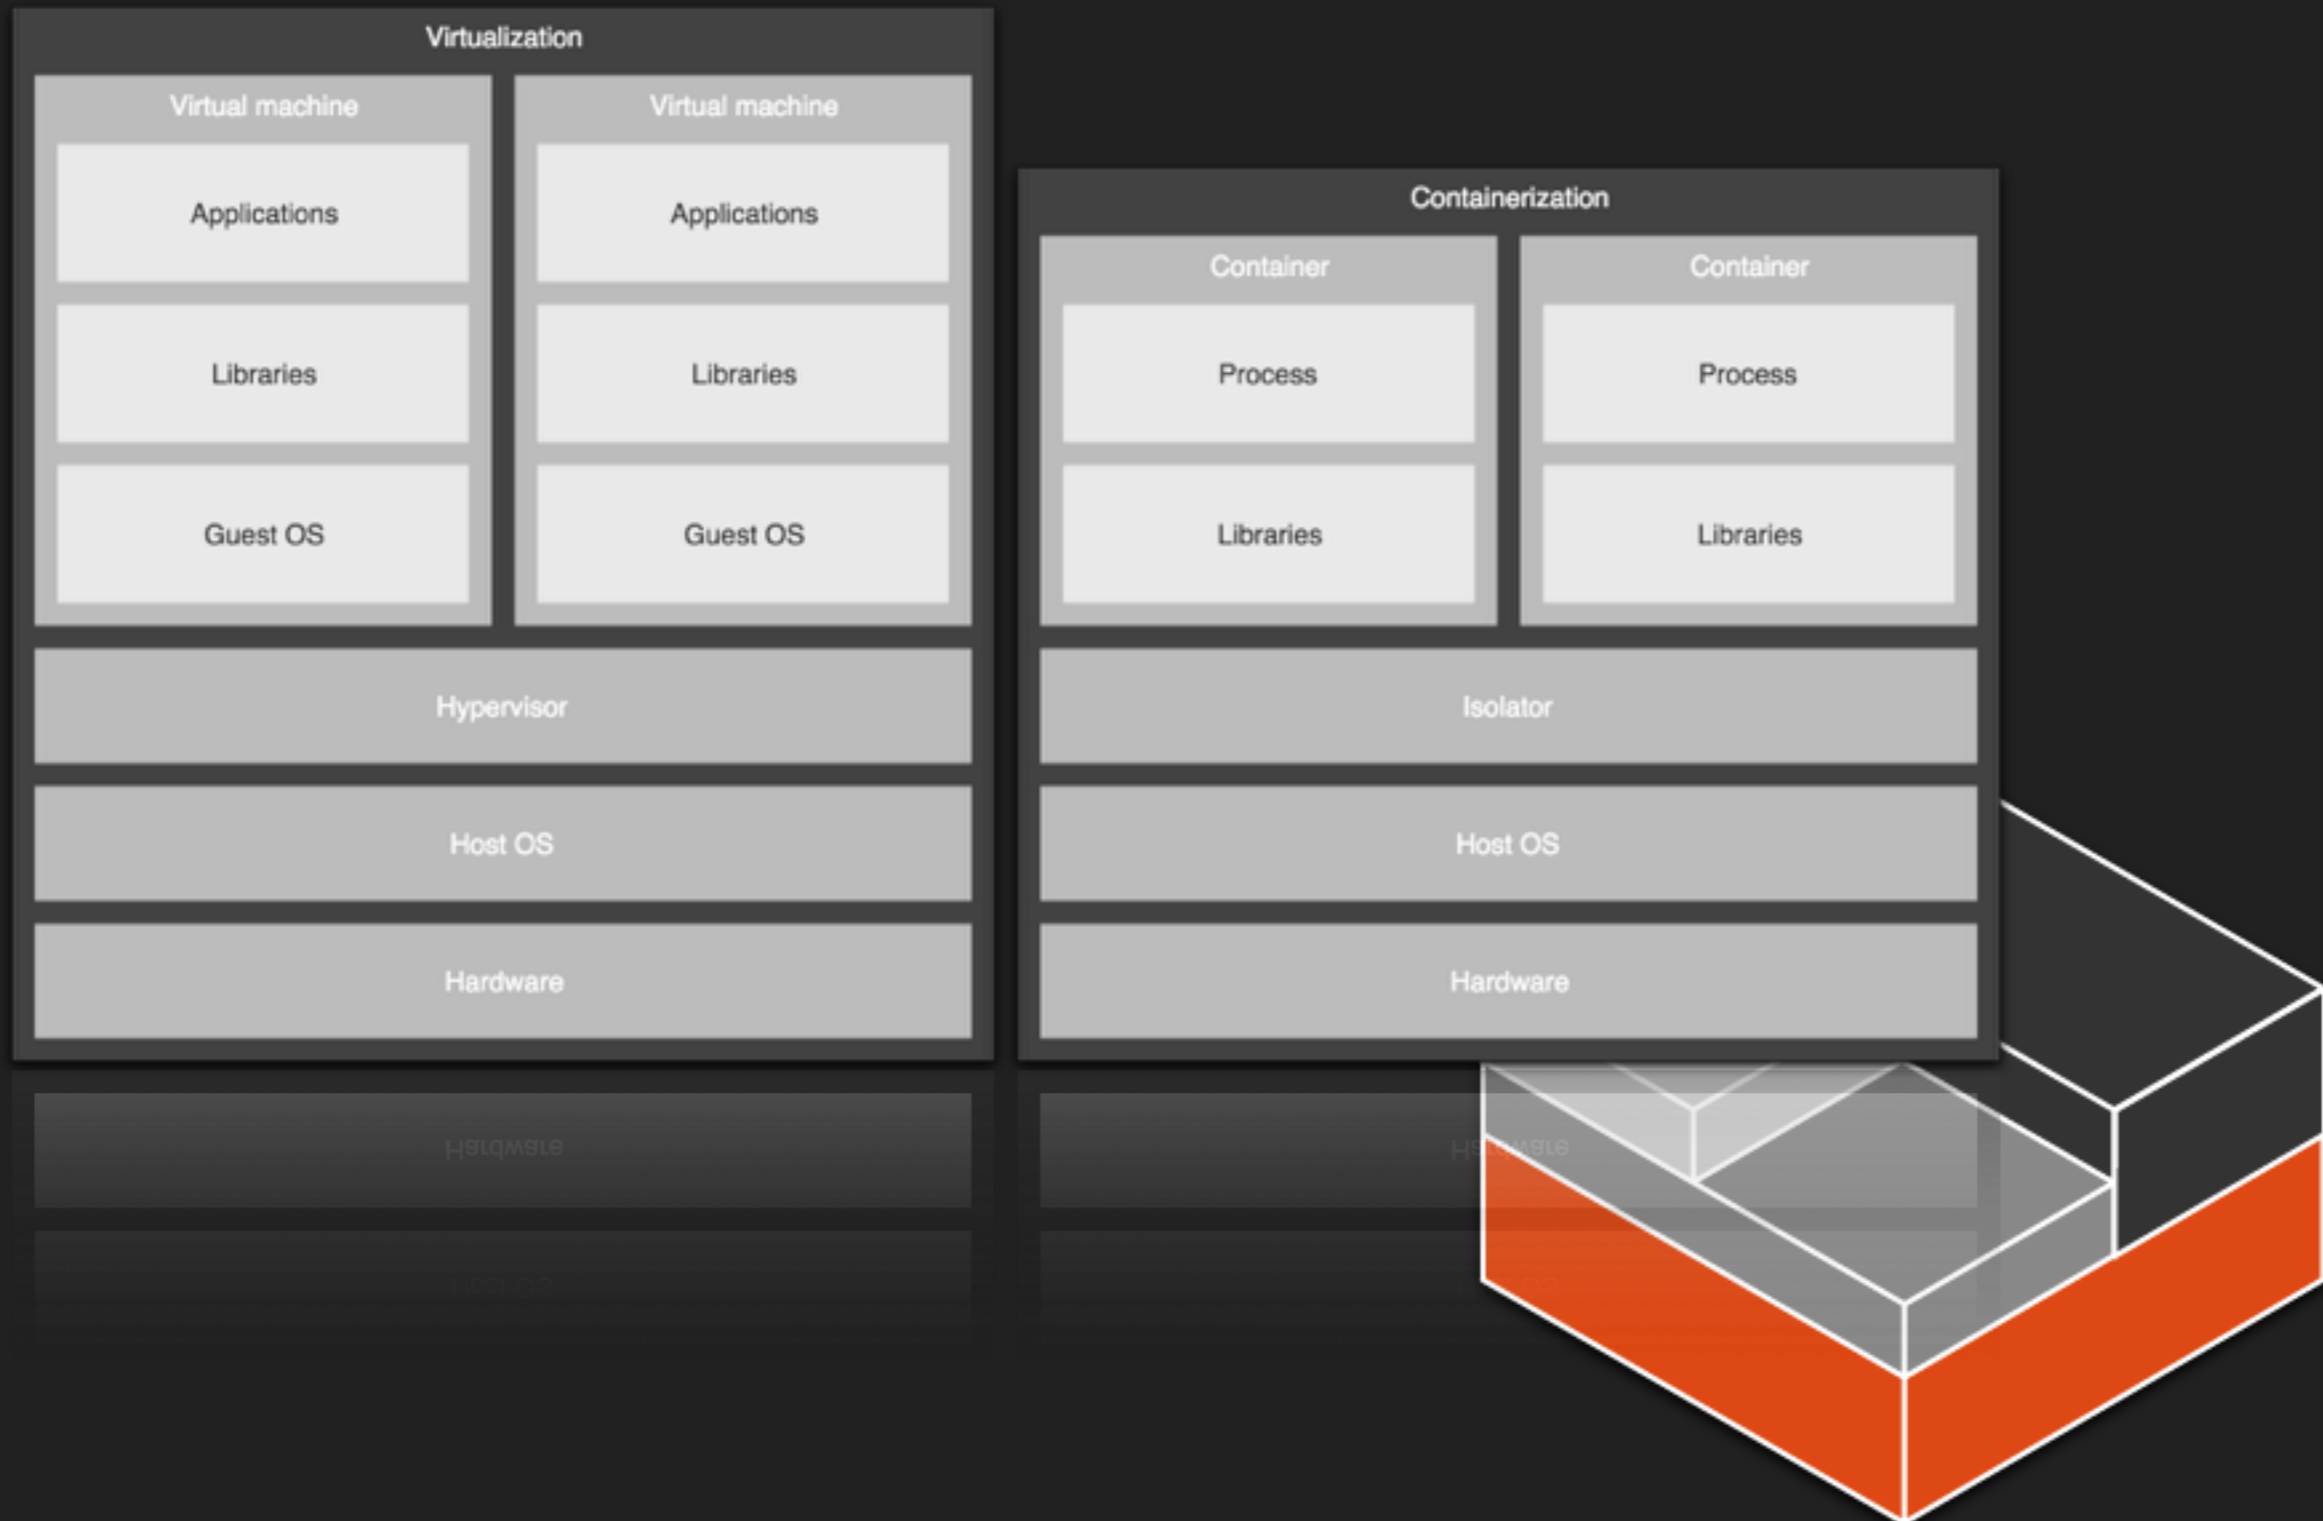 Virtualization
Virtual machine
Applications
Libraries
Guest OS
Virtual machine
Applications
Libraries
Guest OS
Hypervisor
Host OS
Hardware
Containerization
Container
Process
Libraries
Container
Process
Libraries
Isolator
Host OS
Hardware